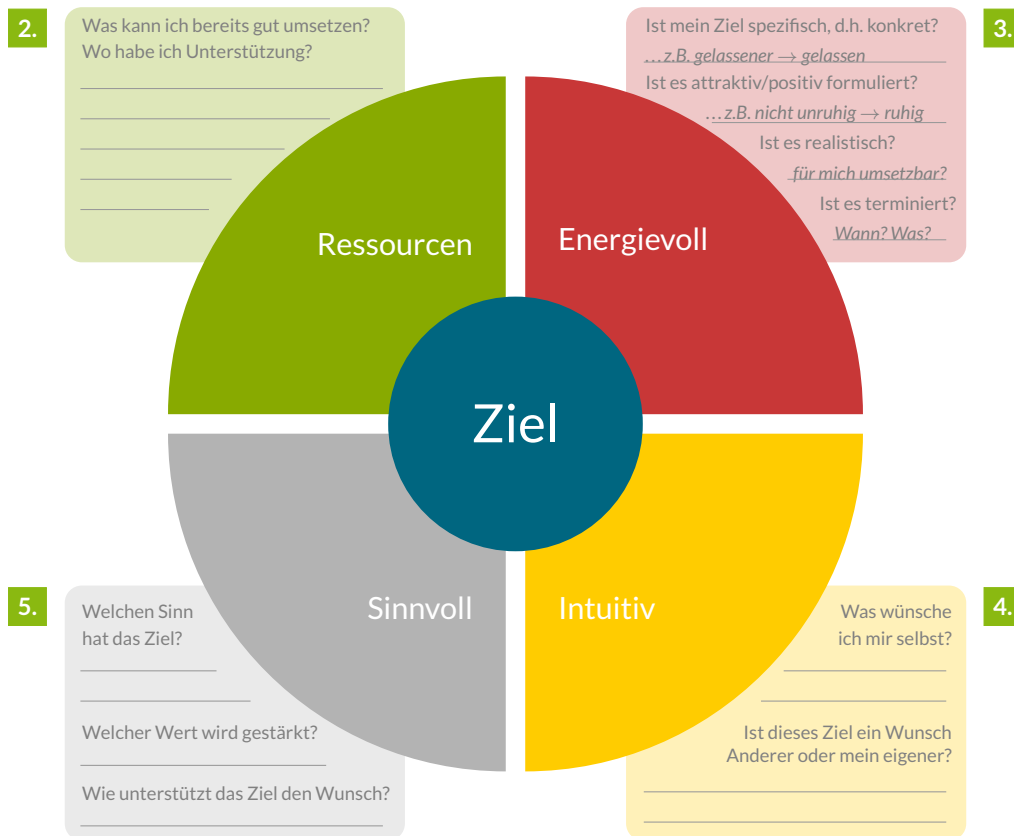 2.
Was kann ich bereits gut umsetzen?
Wo habe ich Unterstützung?
3.
Ist mein Ziel spezifisch, d.h. konkret?
...z.B. gelassener → gelassen
Ist es attraktiv/positiv formuliert?
...z.B. nicht unruhig → ruhig
Ist es realistisch?
für mich umsetzbar?
Ist es terminiert?
Wann? Was?
Ressourcen
Energievoll
Ziel
Sinnvoll
Intuitiv
5.
Welchen Sinn
hat das Ziel?
Welcher Wert wird gestärkt?
Wie unterstützt das Ziel den Wunsch?
4.
Was wünsche
ich mir selbst?
Ist dieses Ziel ein Wunsch
Anderer oder mein eigener?